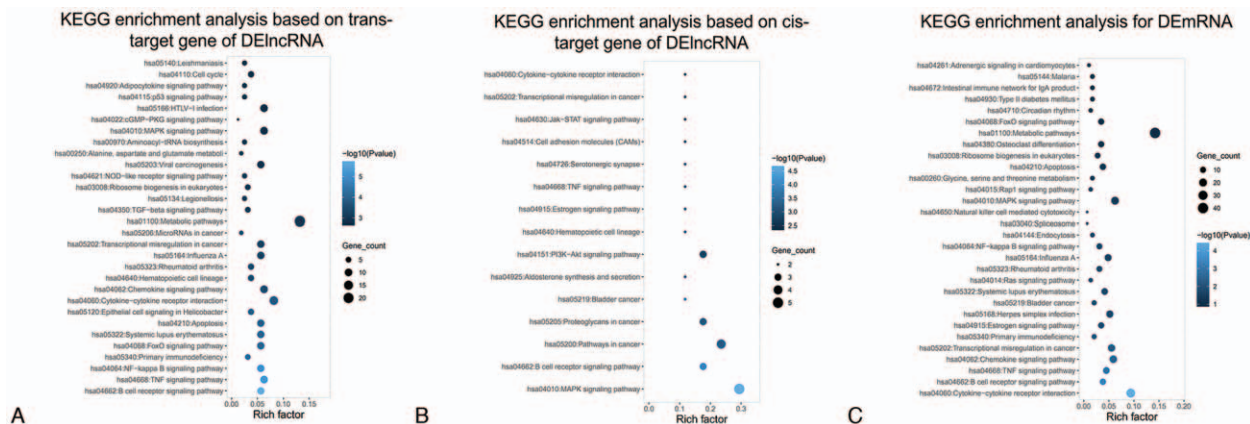 KEGG enrichment analysis based on trans-
target gene of DElncRNA
hsa05140:Leishmaniasis
hsa04110:Cell cycle
hsa04920:Adipocytokine signaling pathway
hsa04115:p53 signaling pathway
hsa05166:HTLV-I infection
hsa04022:cGMP-PKG signaling pathway
hsa04010:MAPK signaling pathway
hsa00970:Aminoacyl-tRNA biosynthesis
hsa00250:Alanine, aspartate and glutamate metaboli
hsa05203:Viral carcinogenesis
hsa04621:NOD-like receptor signaling pathway
hsa03008:Ribosome biogenesis in eukaryotes
hsa05134:Legionellosis
hsa04350:TGF-beta signaling pathway
hsa01100:Metabolic pathways
hsa05206:MicroRNAs in cancer
hsa05202:Transcriptional misregulation in cancer
hsa05164:Influenza A
hsa05323:Rheumatoid arthritis
hsa04640:Hematopoietic cell lineage
hsa04062:Chemokine signaling pathway
hsa04060:Cytokine-cytokine receptor interaction
hsa05120:Epithelial cell signaling in Helicobacter
hsa04210:Apoptosis
hsa05322:Systemic lupus erythematosus
hsa04068:FoxO signaling pathway
hsa05340:Primary immunodeficiency
hsa04064:NF-kappa B signaling pathway
hsa04668:TNF signaling pathway
hsa04662:B cell receptor signaling pathway
0.00 0.05 0.10 0.15
Rich factor
-log10(Pvalue)
5
4
3
Gene_count
5
10
15
20
A
KEGG enrichment analysis based on cis-
target gene of DElncRNA
hsa04060:Cytokine-cytokine receptor interaction
hsa05202:Transcriptional misregulation in cancer
hsa04630:Jak-STAT signaling pathway
hsa04514:Cell adhesion molecules (CAMs)
hsa04726:Serotonergic synapse
hsa04668:TNF signaling pathway
hsa04915:Estrogen signaling pathway
hsa04640:Hematopoietic cell lineage
hsa04151:PI3K-Akt signaling pathway
hsa04925:Aldosterone synthesis and secretion
hsa05219:Bladder cancer
hsa05205:Proteoglycans in cancer
hsa05200:Pathways in cancer
hsa04662:B cell receptor signaling pathway
hsa04010:MAPK signaling pathway
0.0 0.1 0.2 0.3
Rich factor
-log10(Pvalue)
4.5
4.0
3.5
3.0
2.5
Gene_count
2
3
4
5
B
KEGG enrichment analysis for DEmRNA
hsa04261:Adrenergic signaling in cardiomyocytes
hsa05144:Malaria
hsa04672:Intestinal immune network for IgA product
hsa04930:Type II diabetes mellitus
hsa04710:Circadian rhythm
hsa04068:FoxO signaling pathway
hsa01100:Metabolic pathways
hsa04380:Osteoclast differentiation
hsa03008:Ribosome biogenesis in eukaryotes
hsa04210:Apoptosis
hsa00260:Glycine, serine and threonine metabolism
hsa04015:Rap1 signaling pathway
hsa04010:MAPK signaling pathway
hsa04650:Natural killer cell mediated cytotoxicity
hsa03040:Spliceosome
hsa04144:Endocytosis
hsa04064:NF-kappa B signaling pathway
hsa05164:Influenza A
hsa05323:Rheumatoid arthritis
hsa04014:Ras signaling pathway
hsa05322:Systemic lupus erythematosus
hsa05219:Bladder cancer
hsa05168:Herpes simplex infection
hsa04915:Estrogen signaling pathway
hsa05340:Primary immunodeficiency
hsa05202:Transcriptional misregulation in cancer
hsa04062:Chemokine signaling pathway
hsa04668:TNF signaling pathway
hsa04662:B cell receptor signaling pathway
hsa04060:Cytokine-cytokine receptor interaction
0.00 0.05 0.10 0.15 0.20
Rich factor
Gene_count
10
20
30
40
-log10(Pvalue)
4
3
2
1
C